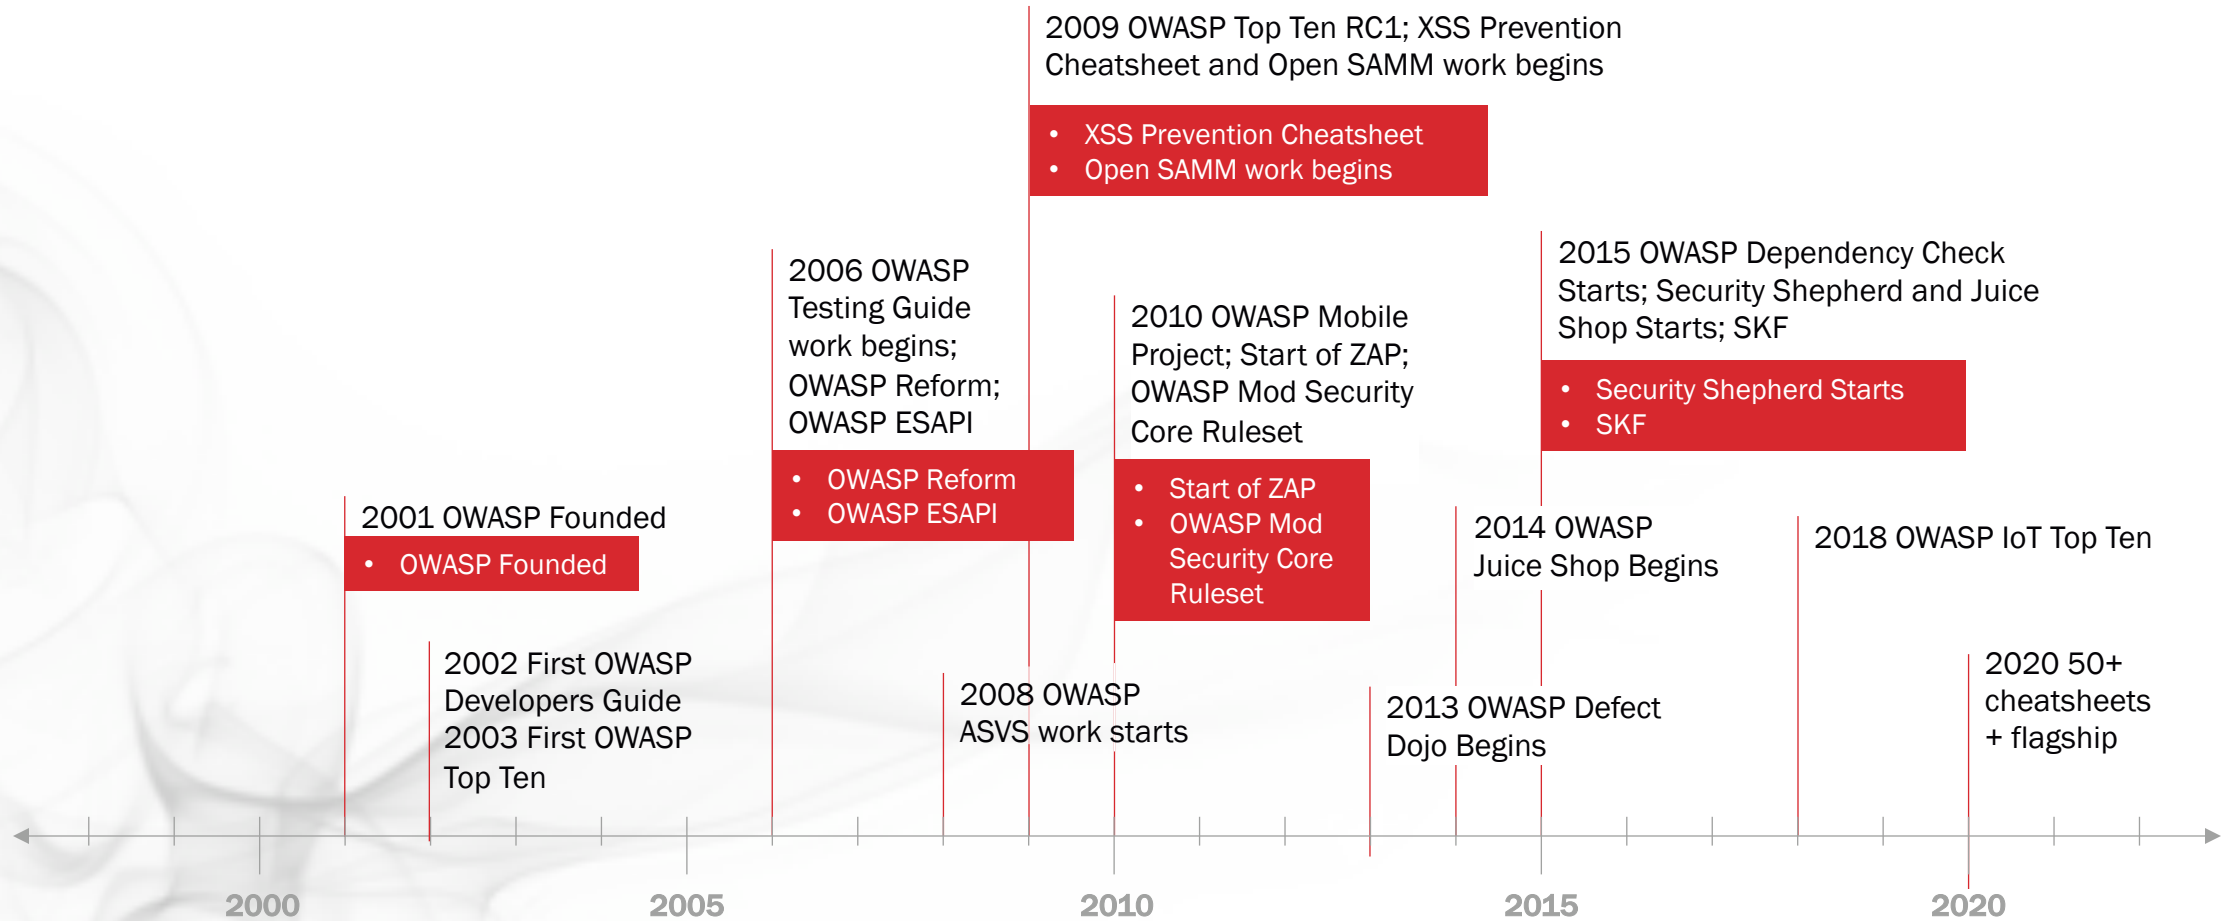 2009 OWASP Top Ten RC1; XSS Prevention
Cheatsheet and Open SAMM work begins
• XSS Prevention Cheatsheet
• Open SAMM work begins
2006 OWASP
Testing Guide
work begins;
OWASP Reform;
OWASP ESAPI
• OWASP Reform
• OWASP ESAPI
2010 OWASP Mobile
Project; Start of ZAP;
OWASP Mod Security
Core Ruleset
• Start of ZAP
• OWASP Mod
Security Core
Ruleset
2015 OWASP Dependency Check
Starts; Security Shepherd and Juice
Shop Starts; SKF
• Security Shepherd Starts
• SKF
2001 OWASP Founded
• OWASP Founded
2014 OWASP
Juice Shop Begins
2018 OWASP IoT Top Ten
2002 First OWASP
Developers Guide
2003 First OWASP
Top Ten
2008 OWASP
ASVS work starts
2013 OWASP Defect
Dojo Begins
2020 50+
cheatsheets
+ flagship
2000
2005
2010
2015
2020